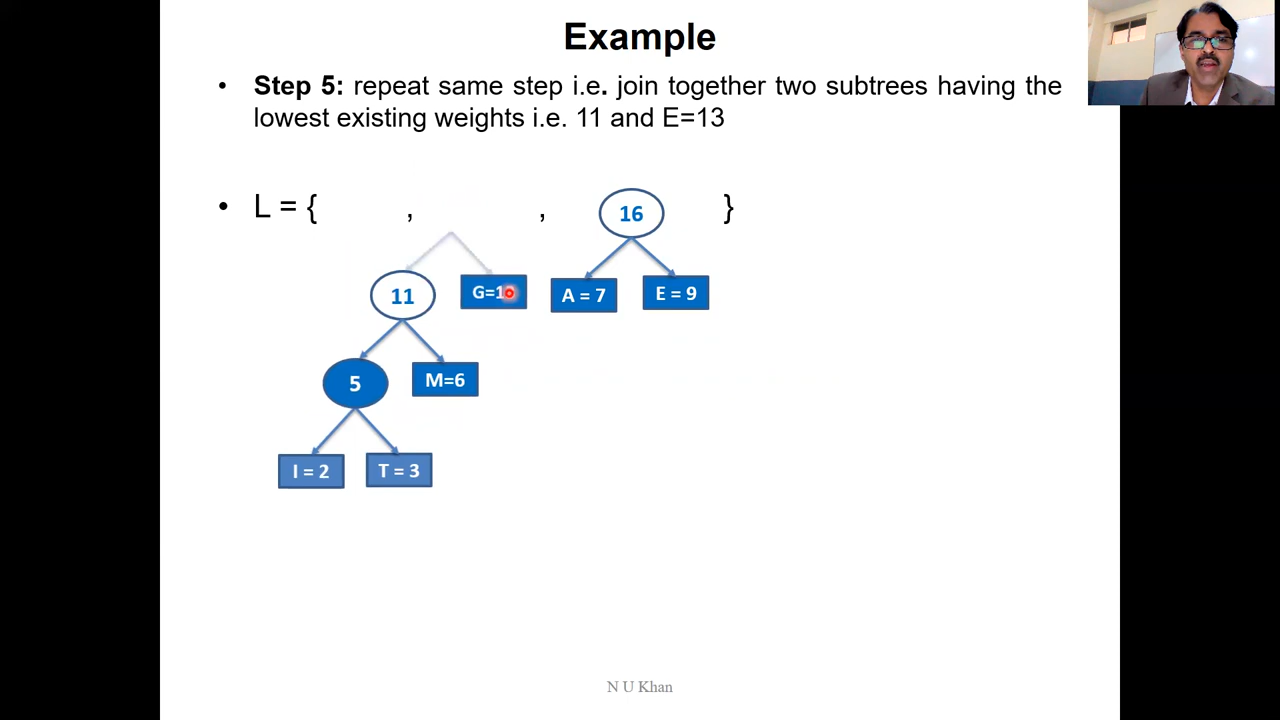 Example
• Step 5: repeat same step i.e. join together two subtrees having the
lowest existing weights i.e. 11 and E=13
• L = { , , 16 }
11
A = 7
E = 9
5
M=6
I = 2
T = 3
N U Khan